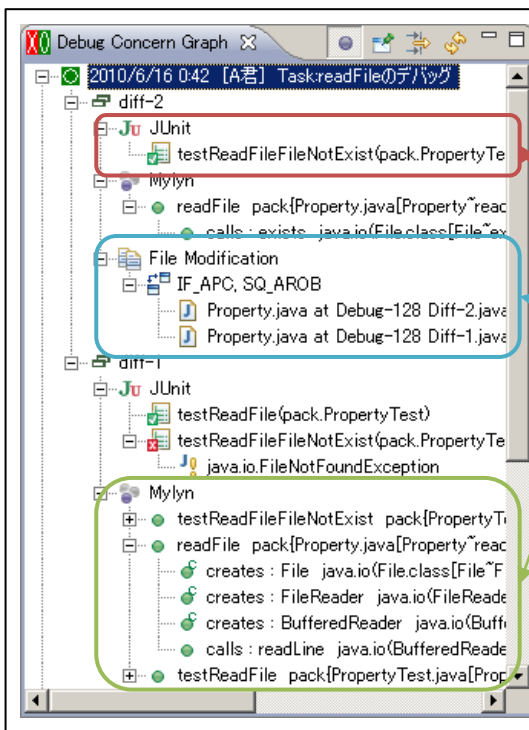 Debug Concern Graph
2010/6/16 0:42 [A君] Task:readFileのデバッグ
diff-2
JUnit
testReadFileFileNotExist(pack.PropertyTe
Mylyn
readFile pack{Property.java[Property~reac
calls : exists java.io(File.class[File~ex
File Modification
IF_APC, SQ_AROB
Property.java at Debug-128 Diff-2.java
Property.java at Debug-128 Diff-1.java
diff-1
JUnit
testReadFile(pack.PropertyTest)
testReadFileFileNotExist(pack.PropertyTe
java.io.FileNotFoundException
Mylyn
testReadFileFileNotExist pack{PropertyT
readFile pack{Property.java[Property~reac
creates : File java.io(File.class[File~F
creates : FileReader java.io(FileReade
creates : BufferedReader java.io(Buff
calls : readLine java.io(BufferedReade
testReadFile pack{PropertyTest.java[Prop